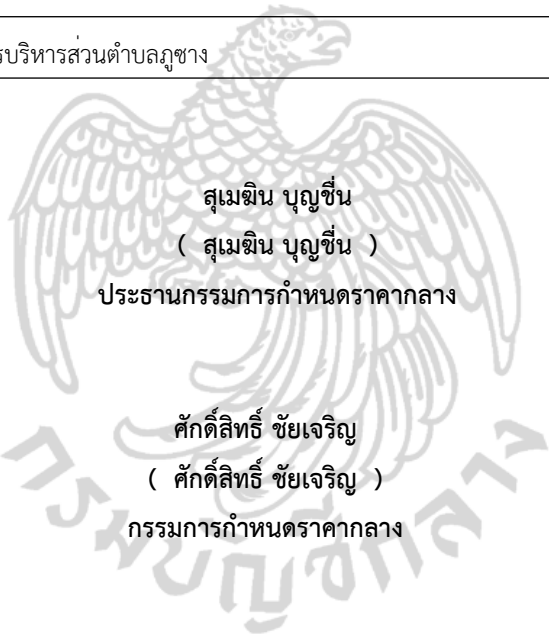 รบริหารส่วนตำบลภูซาง
สุเมฆิน บุญชื่น
( สุเมฆิน บุญชื่น )
ประธานกรรมการกำหนดราคากลาง
ศักดิ์สิทธิ์ ชัยเจริญ
( ศักดิ์สิทธิ์ ชัยเจริญ )
กรรมการกำหนดราคากลาง
กรมบัญชีกลาง